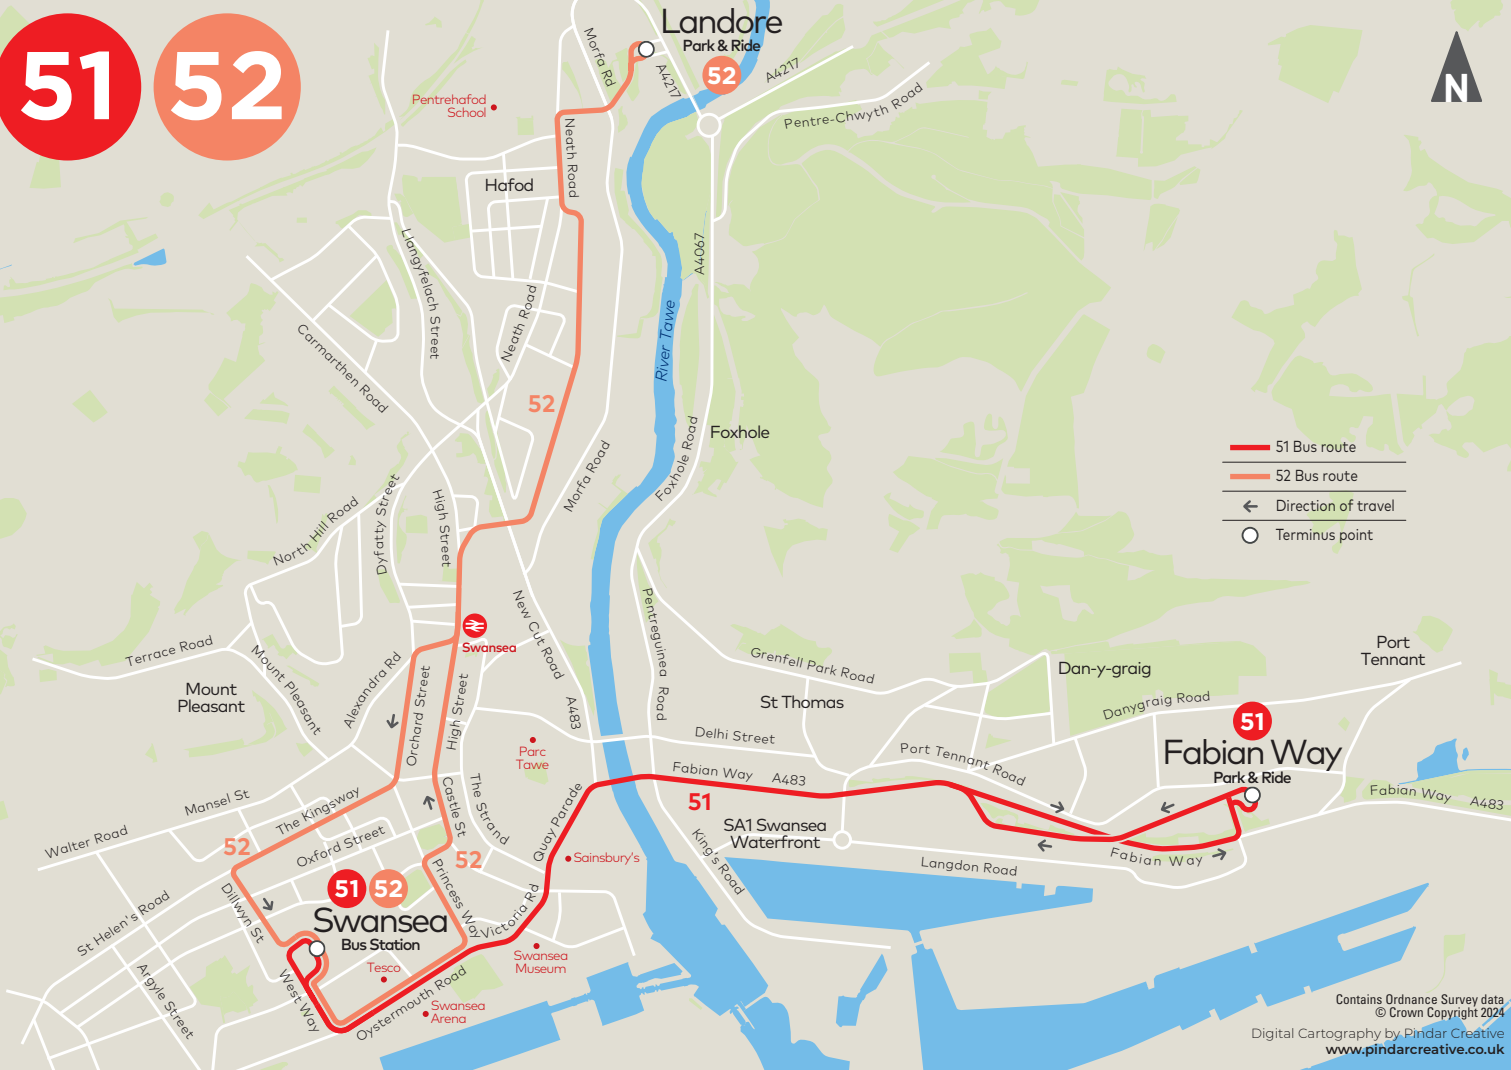 51 52
Landore
Park & Ride
52
A4217
A4217
Morfa Rd
Pentre-Chwyth Road
N
Pentrehafod
School
Neath Road
Hafod
Llangyfelach Street
A4067
Neath Road
River Tawe
Carmarthen Road
52
Foxhole
Foxhole Road
Morfa Road
51 Bus route
52 Bus route
Direction of travel
Terminus point
North Hill Road
Dyfatty Street
High Street
New Cut Road
Pentreguinea Road
Swansea
Terrace Road
Mount Pleasant
Mount
Pleasant
Alexandra Rd
Orchard Street
High Street
A483
Grenfell Park Road
St Thomas
Dan-y-graig
Port
Tennant
Danygraig Road
Delhi Street
Port Tennant Road
51
Fabian Way
Park & Ride
Parc
Tawe
Fabian Way A483
51
Fabian Way A483
Mansel St
The Kingsway
Castle St
The Strand
Quay Parade
Walter Road
Oxford Street
52
52
Sainsbury's
SA1 Swansea
Waterfront
King's Road
Langdon Road
Fabian Way
51 52
Swansea
Bus Station
Dillwyn St
Princess Way
Victoria Rd
St Helen's Road
Argyle Street
West Way
Tesco
Swansea
Museum
Oystermouth Road
Swansea
Arena
Contains Ordnance Survey data
© Crown Copyright 2024
Digital Cartography by Pindar Creative
www.pindarcreative.co.uk